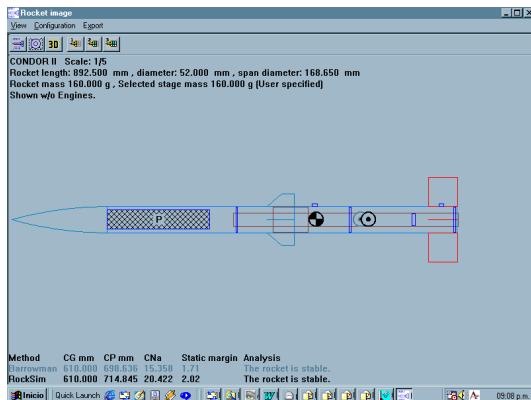 Rocket image
View Configuration Export
3D
CONDOR II Scale: 1/5
Rocket length: 892.500 mm , diameter: 52.000 mm , span diameter: 168.650 mm
Rocket mass 160.000 g , Selected stage mass 160.000 g (User specified)
Shown w/o Engines.
P
Method CG mm CP mm CNa Static margin Analysis
Barrowman 610.000 698.636 15.358 1.71 The rocket is stable.
RockSim 610.000 714.845 20.422 2.02 The rocket is stable.
Inicio Quick Launch 09:08 p.m.